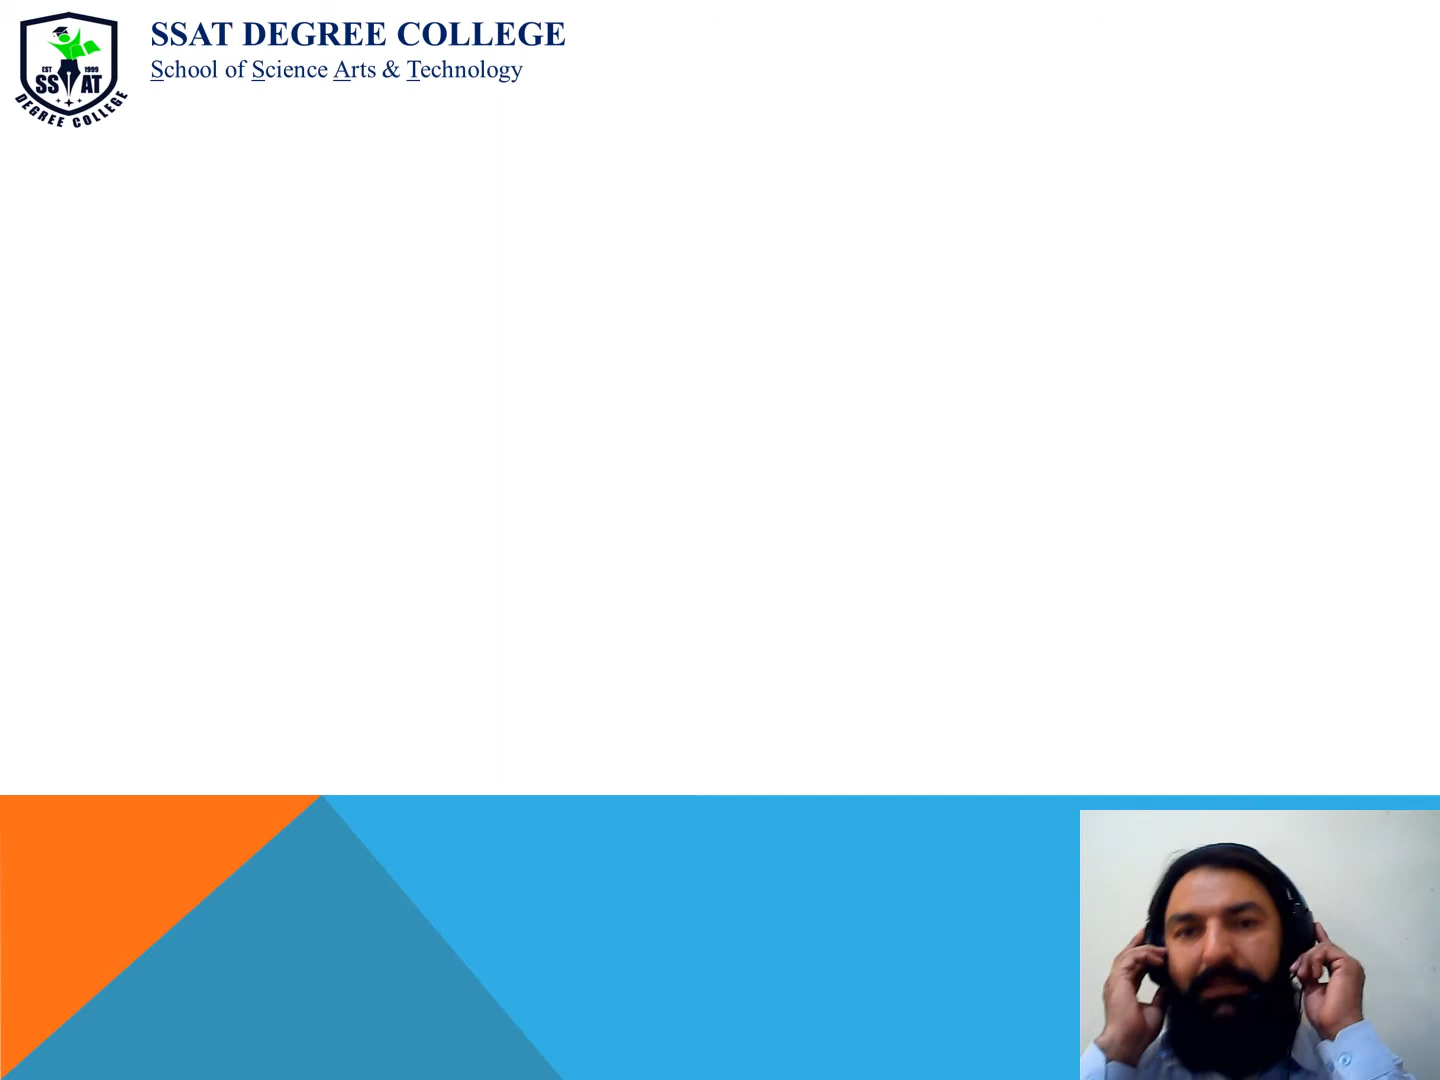 SSAT DEGREE COLLEGE
School of Science Arts & Technology
EST 1999
SS AT
DEGREE COLLEGE